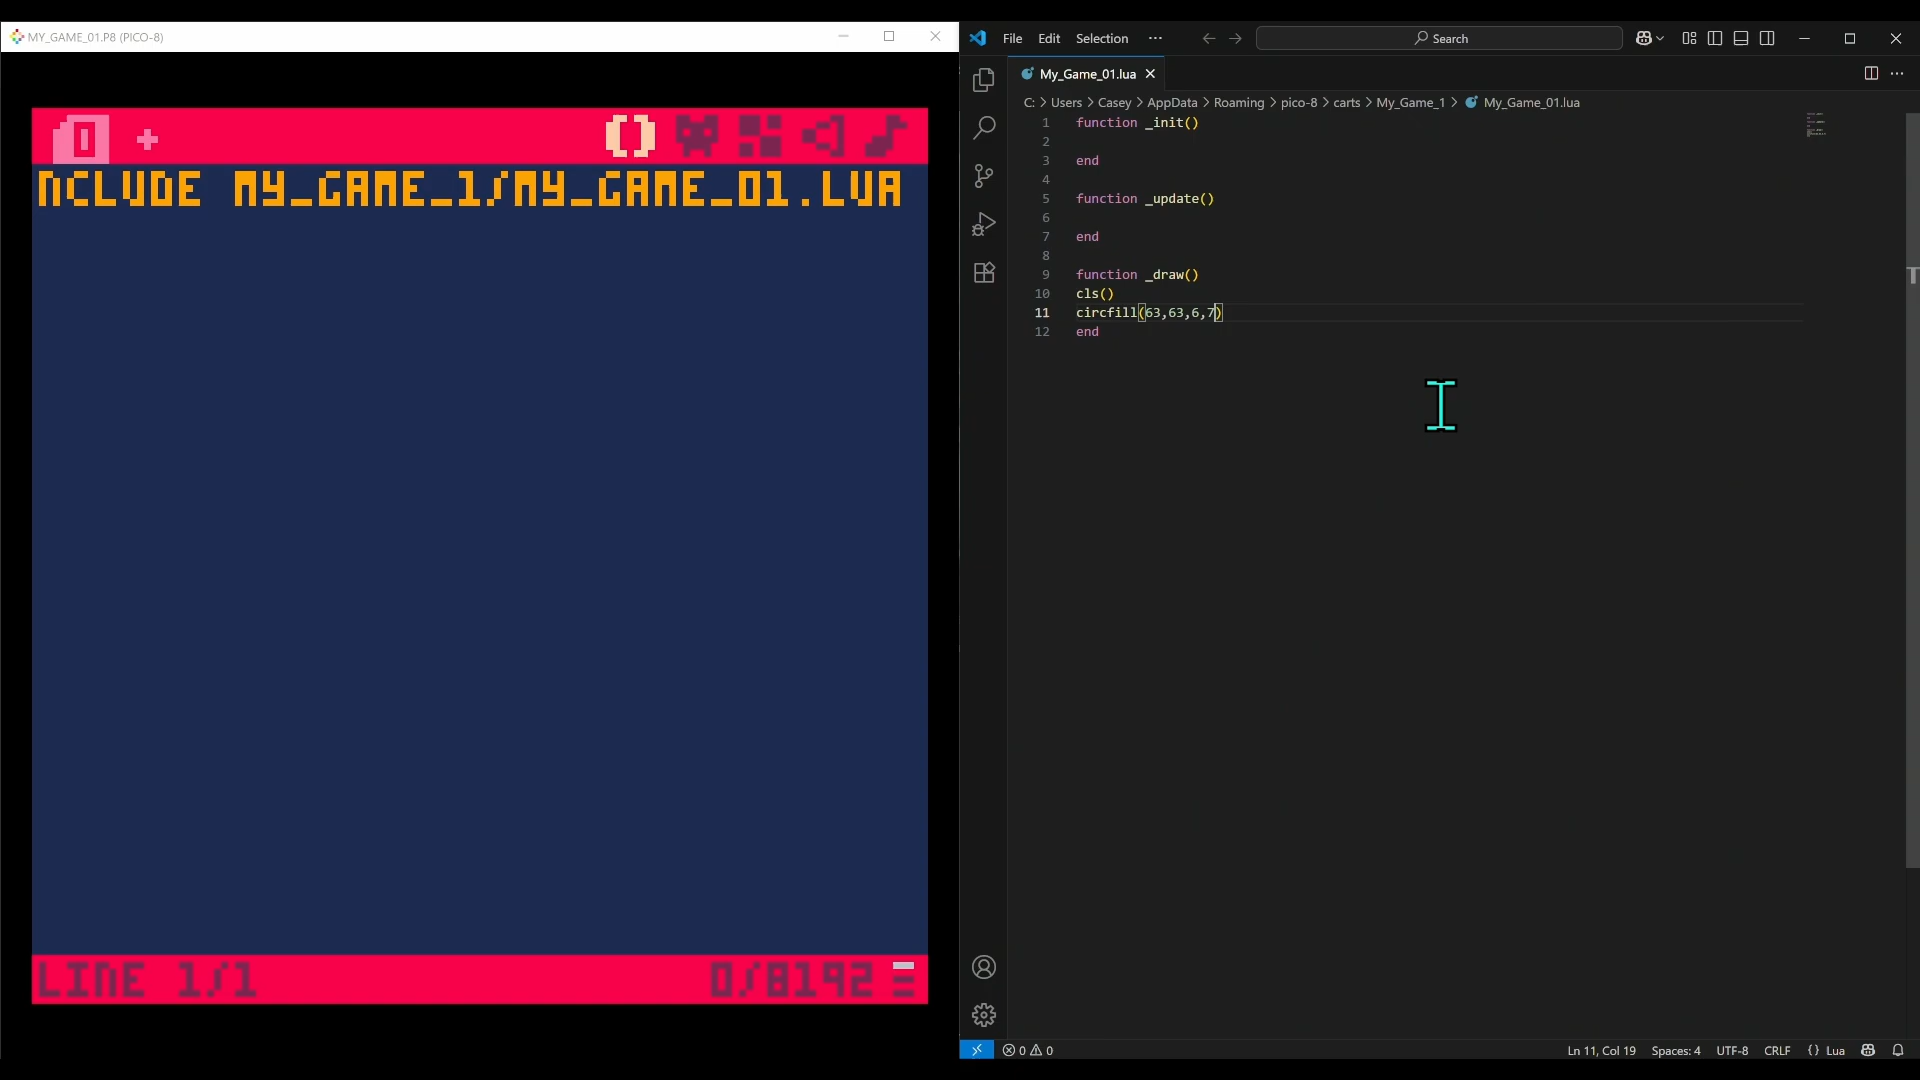 MY_GAME_01.P8 (PICO-8)
0 +
NCLUDE MY_GAME_1/MY_GAME_01.LUA
LINE 1/1 0/8192
File Edit Selection ··· Search
My_Game_01.lua
C: > Users > Casey > AppData > Roaming > pico-8 > carts > My_Game_1 > My_Game_01.lua
1 function _init()
2
3 end
4
5 function _update()
6
7 end
8
9 function _draw()
10 cls()
11 circfill(63,63,6,7)
12 end
0 0 Ln 11, Col 19 Spaces: 4 UTF-8 CRLF {} Lua